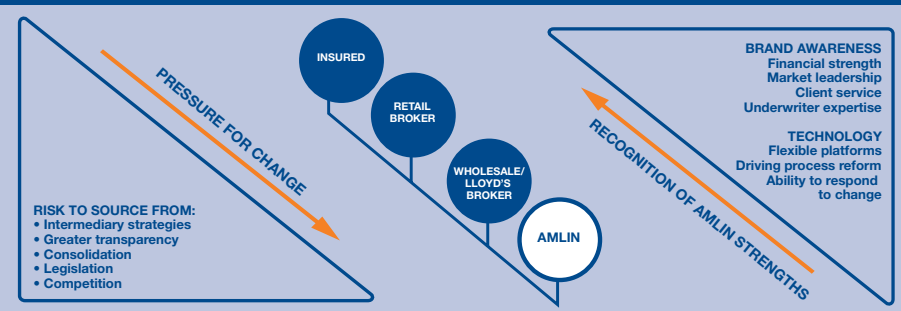 PRESSURE FOR CHANGE
RISK TO SOURCE FROM:
• Intermediary strategies
• Greater transparency
• Consolidation
• Legislation
• Competition
INSURED
RETAIL
BROKER
WHOLESALE/
LLOYD'S
BROKER
AMLIN
RECOGNITION OF AMLIN STRENGTHS
BRAND AWARENESS
Financial strength
Market leadership
Client service
Underwriter expertise
TECHNOLOGY
Flexible platforms
Driving process reform
Ability to respond
to change